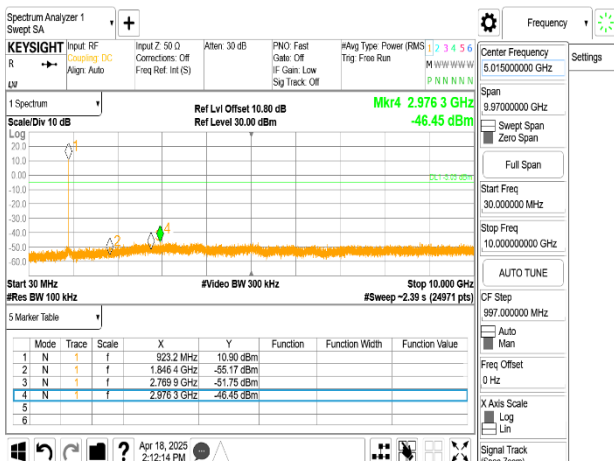 Spectrum Analyzer 1
Swept SA
Frequency
KEYSIGHT
R
Input: RF
Coupling: DC
Align: Auto
Input Z: 50 Ω
Corrections: Off
Freq Ref: Int (S)
Atten: 30 dB
PNO: Fast
Gate: Off
IF Gain: Low
Sig Track: Off
#Avg Type: Power (RMS
Trig: Free Run
1 2 3 4 5 6
M W W W W W
P N N N N N
Center Frequency
5.015000000 GHz
Settings
Span
9.97000000 GHz
Swept Span
Zero Span
Full Span
Start Freq
30.000000 MHz
Stop Freq
10.000000000 GHz
AUTO TUNE
CF Step
997.000000 MHz
Auto
Man
Freq Offset
0 Hz
X Axis Scale
Log
Lin
Signal Track
(Span Zoom)
1 Spectrum
Scale/Div 10 dB
Ref Lvl Offset 10.80 dB
Ref Level 30.00 dBm
Mkr4 2.976 3 GHz
-46.45 dBm
Log
20.0
10.0
0.00
-10.0
-20.0
-30.0
-40.0
-50.0
-60.0
1
2
4
Start 30 MHz
#Res BW 100 kHz
#Video BW 300 kHz
Stop 10.000 GHz
#Sweep ~2.39 s (24971 pts)
5 Marker Table
Mode Trace Scale X Y Function Function Width Function Value
1 N 1 f 923.2 MHz 10.90 dBm
2 N 1 f 1.846 4 GHz -55.17 dBm
3 N 1 f 2.769 9 GHz -51.75 dBm
4 N 1 f 2.976 3 GHz -46.45 dBm
5
6
Apr 18, 2025
2:12:14 PM